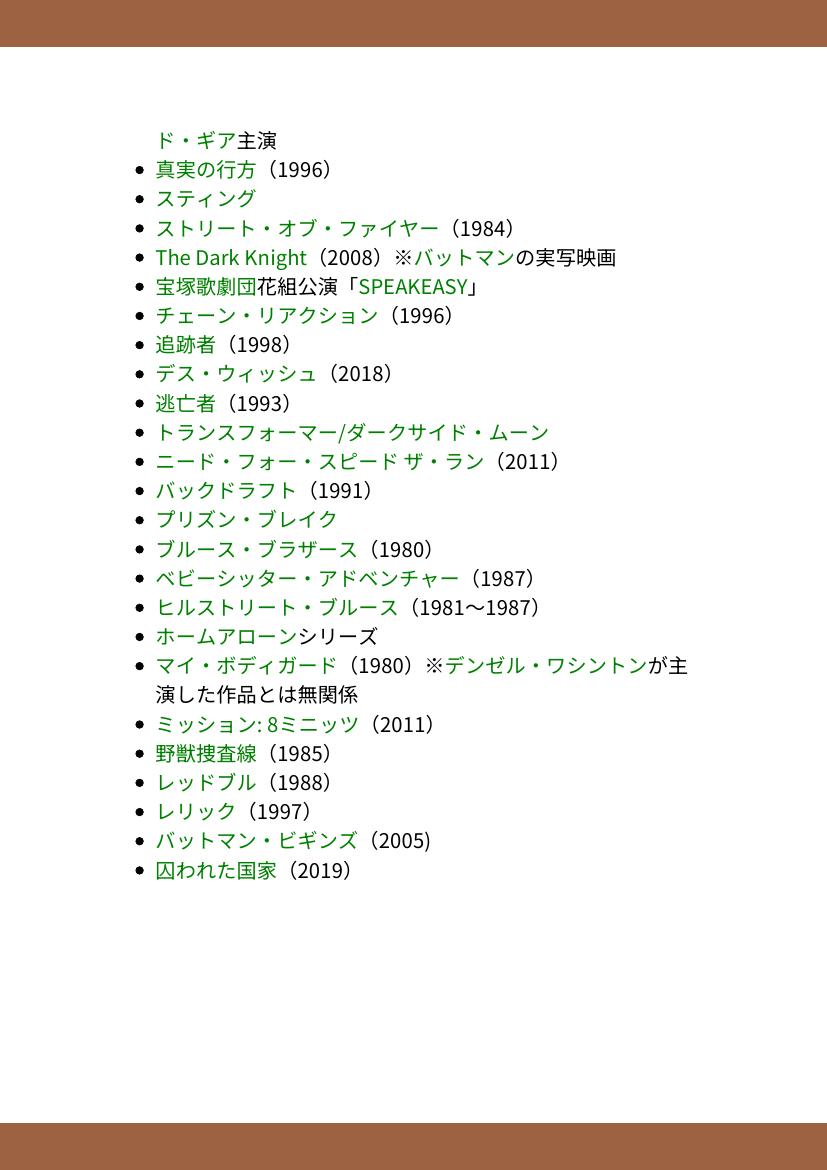 ド・ギア主演
• 真実の行方（1996）
• スティング
• ストリート・オブ・ファイヤー（1984）
• The Dark Knight（2008）※バットマンの実写映画
• 宝塚歌劇団花組公演「SPEAKEASY」
• チェーン・リアクション（1996）
• 追跡者（1998）
• デス・ウィッシュ（2018）
• 逃亡者（1993）
• トランスフォーマー/ダークサイド・ムーン
• ニード・フォー・スピード ザ・ラン（2011）
• バックドラフト（1991）
• プリズン・ブレイク
• ブルース・ブラザース（1980）
• ベビーシッター・アドベンチャー（1987）
• ヒルストリート・ブルース（1981〜1987）
• ホームアローンシリーズ
• マイ・ボディガード（1980）※デンゼル・ワシントンが主
演した作品とは無関係
• ミッション: 8ミニッツ（2011）
• 野獣捜査線（1985）
• レッドブル（1988）
• レリック（1997）
• バットマン・ビギンズ（2005)
• 囚われた国家（2019）